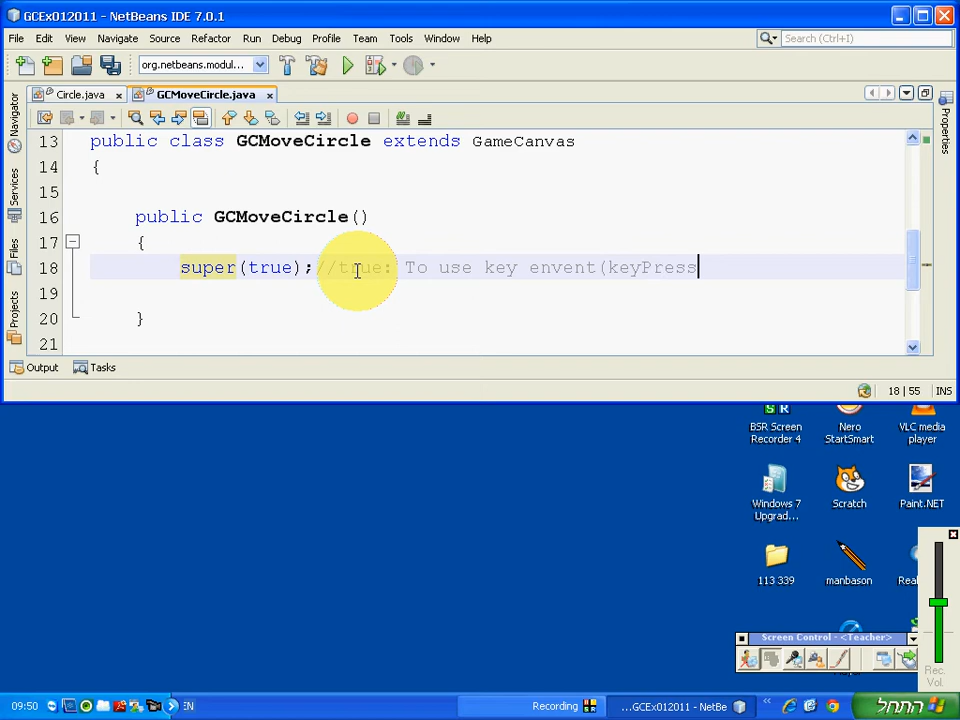 GCEx012011 - NetBeans IDE 7.0.1
File Edit View Navigate Source Refactor Run Debug Profile Team Tools Window Help
Search (Ctrl+I)
org.netbeans.modul...
Circle.java
GCMoveCircle.java
Navigator
Services
Files
Projects
Properties
13 public class GCMoveCircle extends GameCanvas
14 {
15
16 public GCMoveCircle()
17 {
18 super(true);//true: To use key envent(keyPress
19
20 }
21
Output Tasks
18 | 55 INS
BSR Screen Recorder 4
Nero StartSmart
VLC media player
Windows 7 Upgrad...
Scratch
Paint.NET
113 339
manbason
Rea
Screen Control - <Teacher>
Rec. Vol.
09:50
EN
Recording
...GCEx012011 - NetBe
התחל